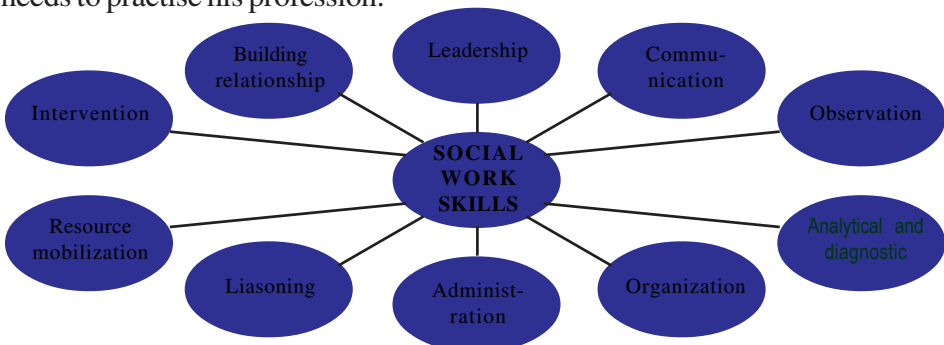 needs to practise his profession.
Building
relationship
Leadership
Commu-
nication
Intervention
Observation
SOCIAL
WORK
SKILLS
Resource
mobilization
Analytical and
diagnostic
Liasoning
Administ-
ration
Organization